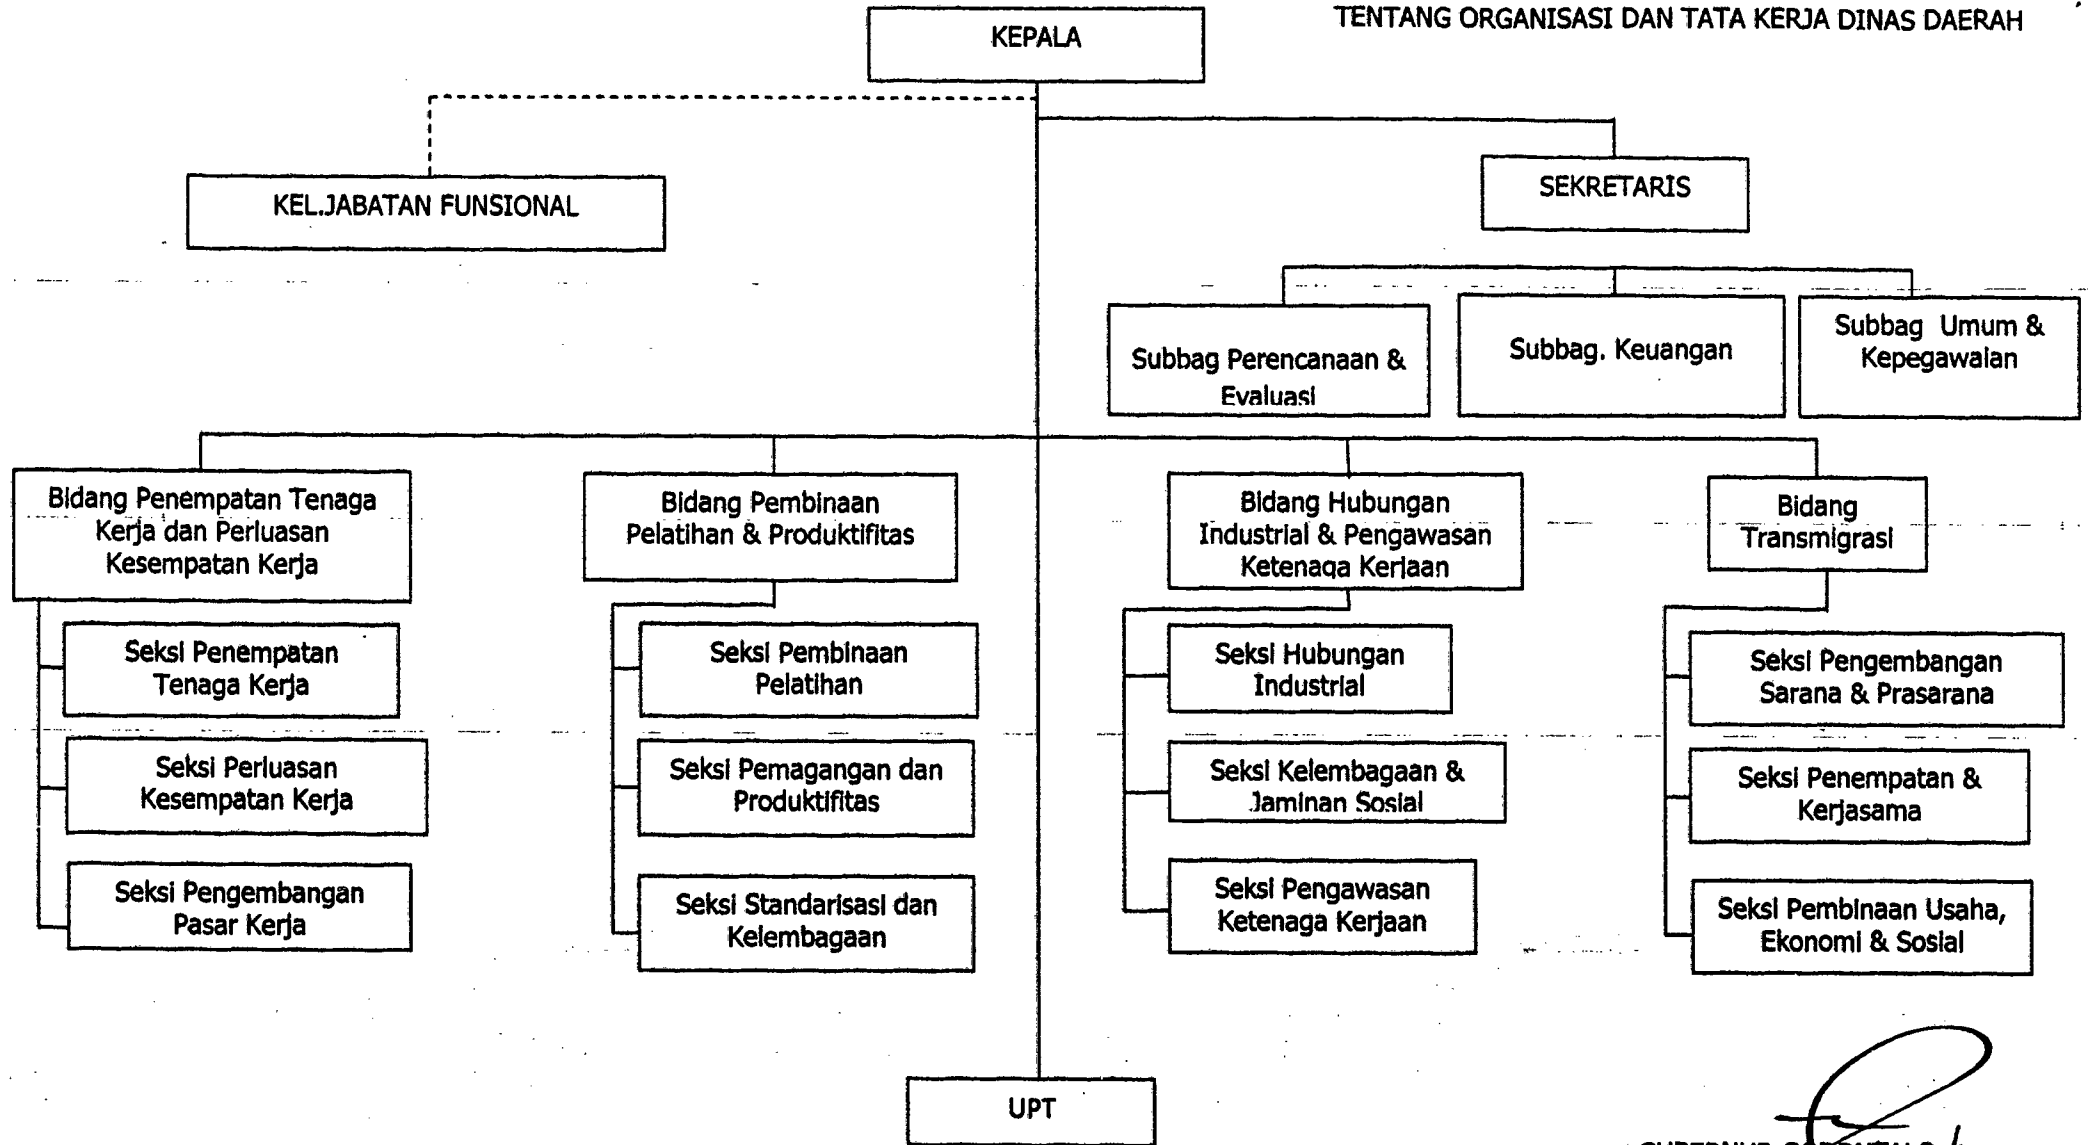 TENTANG ORGANISASI DAN TATA KERJA DINAS DAERAH
KEPALA
KEL.JABATAN FUNSIONAL
SEKRETARIS
Subbag Perencanaan &
Evaluasi
Subbag. Keuangan
Subbag Umum &
Kepegawaian
Bidang Penempatan Tenaga
Kerja dan Perluasan
Kesempatan Kerja
Bidang Pembinaan
Pelatihan & Produktifitas
Bidang Hubungan
Industrial & Pengawasan
Ketenaga Kerjaan
Bidang
Transmigrasi
Seksi Penempatan
Tenaga Kerja
Seksi Perluasan
Kesempatan Kerja
Seksi Pengembangan
Pasar Kerja
Seksi Pembinaan
Pelatihan
Seksi Pemagangan dan
Produktifitas
Seksi Standarisasi dan
Kelembagaan
Seksi Hubungan
Industrial
Seksi Kelembagaan &
Jaminan Sosial
Seksi Pengawasan
Ketenaga Kerjaan
Seksi Pengembangan
Sarana & Prasarana
Seksi Penempatan &
Kerjasama
Seksi Pembinaan Usaha,
Ekonomi & Sosial
UPT
GUBERNUR GORONTALO